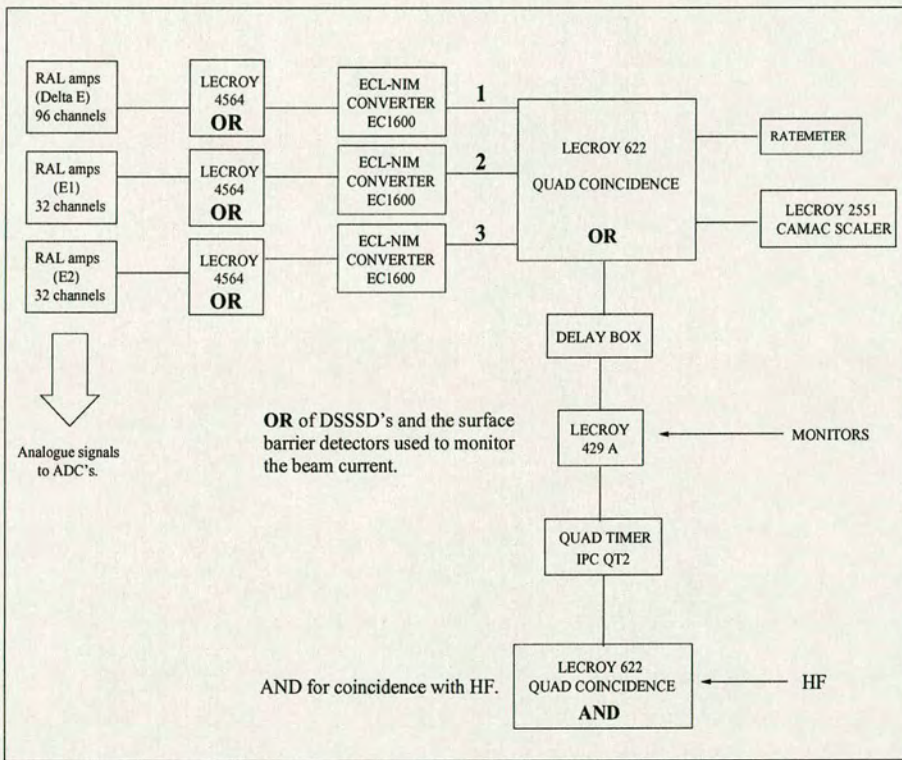 RAL amps
(Delta E)
96 channels
LECROY
4564
OR
ECL-NIM
CONVERTER
EC1600
1
RAL amps
(E1)
32 channels
LECROY
4564
OR
ECL-NIM
CONVERTER
EC1600
2
RAL amps
(E2)
32 channels
LECROY
4564
OR
ECL-NIM
CONVERTER
EC1600
3
LECROY 622
QUAD COINCIDENCE
OR
RATEMETER
LECROY 2551
CAMAC SCALER
DELAY BOX
Analogue signals
to ADC's.
OR of DSSSD's and the surface
barrier detectors used to monitor
the beam current.
LECROY
429 A
MONITORS
QUAD TIMER
IPC QT2
AND for coincidence with HF.
LECROY 622
QUAD COINCIDENCE
AND
HF